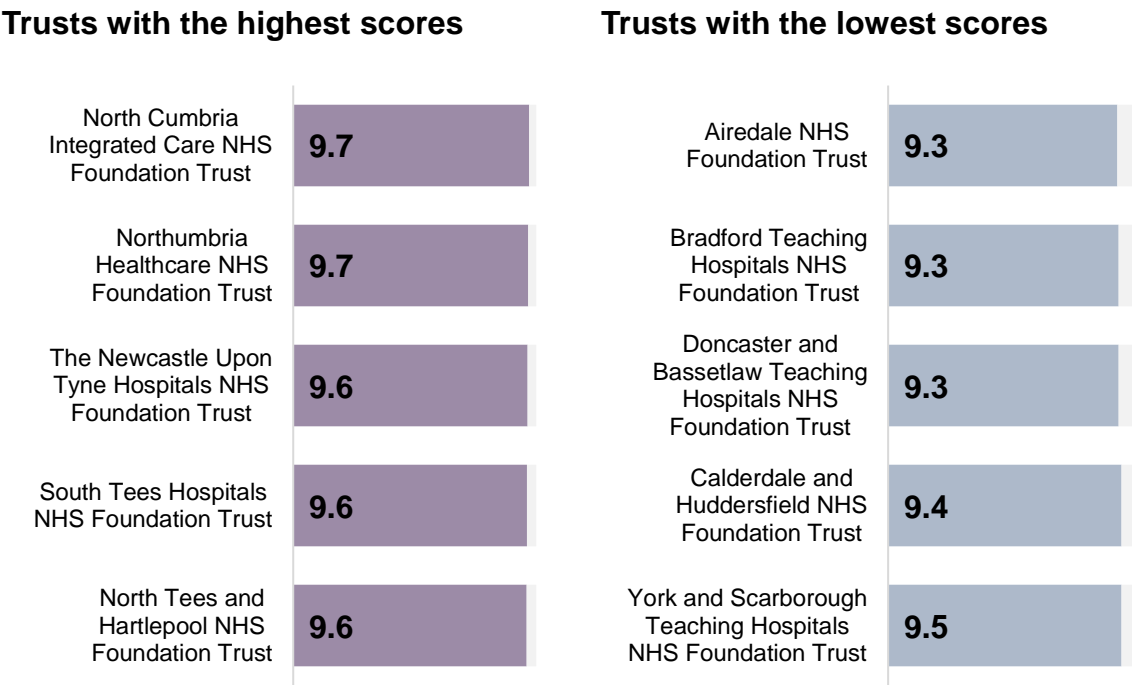 Trusts with the highest scores
North Cumbria
Integrated Care NHS
Foundation Trust
9.7
Northumbria
Healthcare NHS
Foundation Trust
9.7
The Newcastle Upon
Tyne Hospitals NHS
Foundation Trust
9.6
South Tees Hospitals
NHS Foundation Trust
9.6
North Tees and
Hartlepool NHS
Foundation Trust
9.6
Trusts with the lowest scores
Airedale NHS
Foundation Trust
9.3
Bradford Teaching
Hospitals NHS
Foundation Trust
9.3
Doncaster and
Bassetlaw Teaching
Hospitals NHS
Foundation Trust
9.3
Calderdale and
Huddersfield NHS
Foundation Trust
9.4
York and Scarborough
Teaching Hospitals
NHS Foundation Trust
9.5